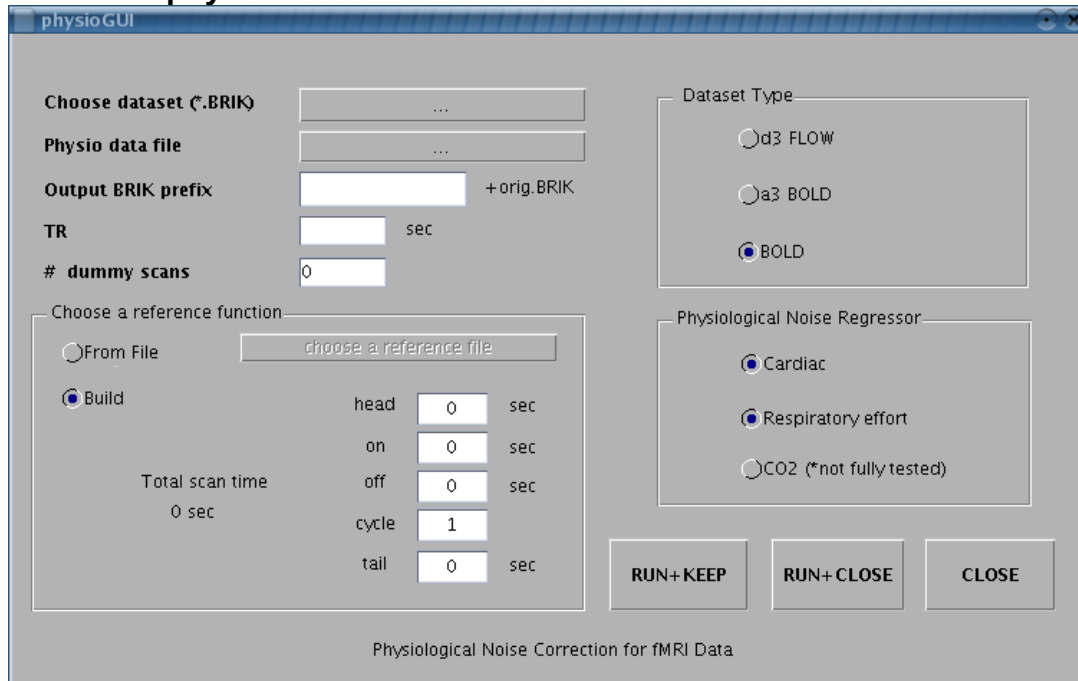 physioGUI
Choose dataset (*.BRIK) ...
Physio data file ...
Output BRIK prefix +orig.BRIK
TR sec
# dummy scans 0
Dataset Type
d3 FLOW
a3 BOLD
BOLD
Choose a reference function
From File choose a reference file
Build
head 0 sec
on 0 sec
off 0 sec
cycle 1
tail 0 sec
Total scan time
0 sec
Physiological Noise Regressor
Cardiac
Respiratory effort
CO2 (*not fully tested)
RUN+KEEP RUN+CLOSE CLOSE
Physiological Noise Correction for fMRI Data